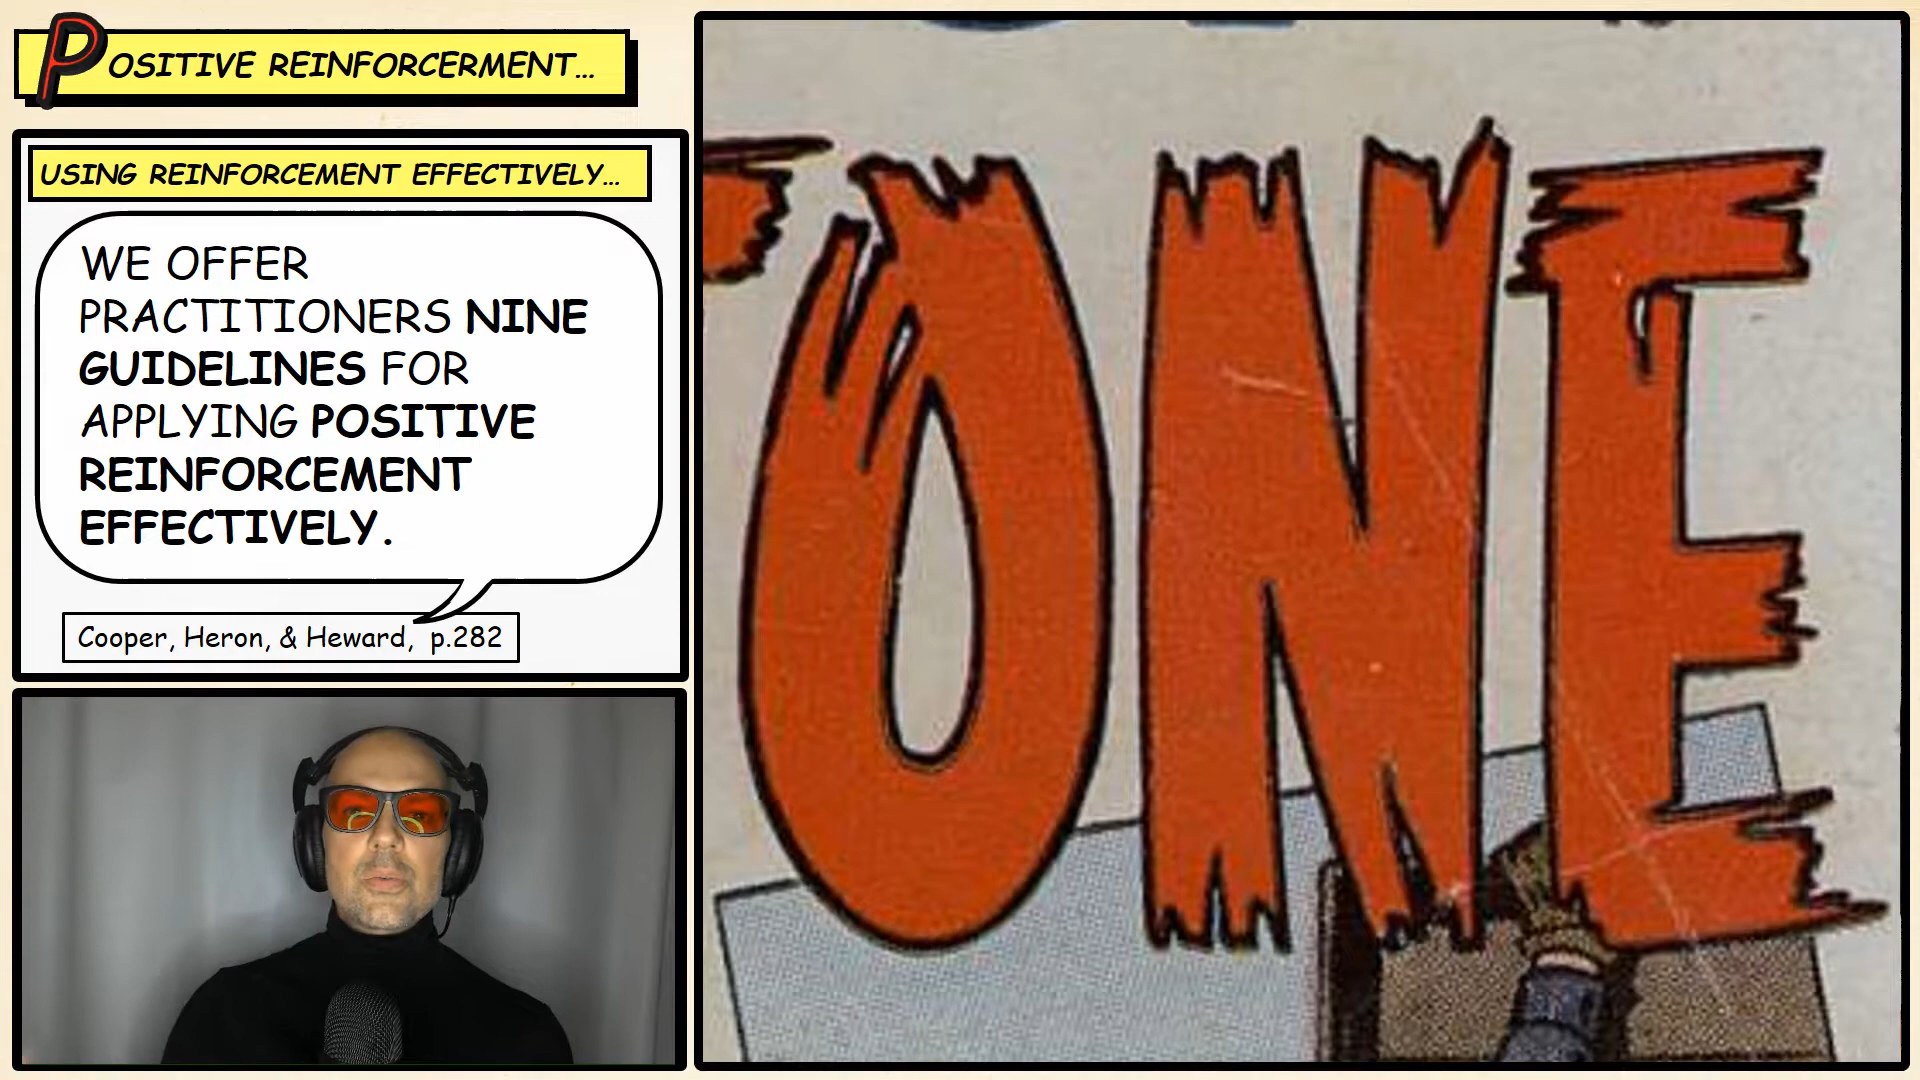 POSITIVE REINFORCERMENT...
USING REINFORCEMENT EFFECTIVELY...
WE OFFER
PRACTITIONERS NINE
GUIDELINES FOR
APPLYING POSITIVE
REINFORCEMENT
EFFECTIVELY.
Cooper, Heron, & Heward, p.282
ONE